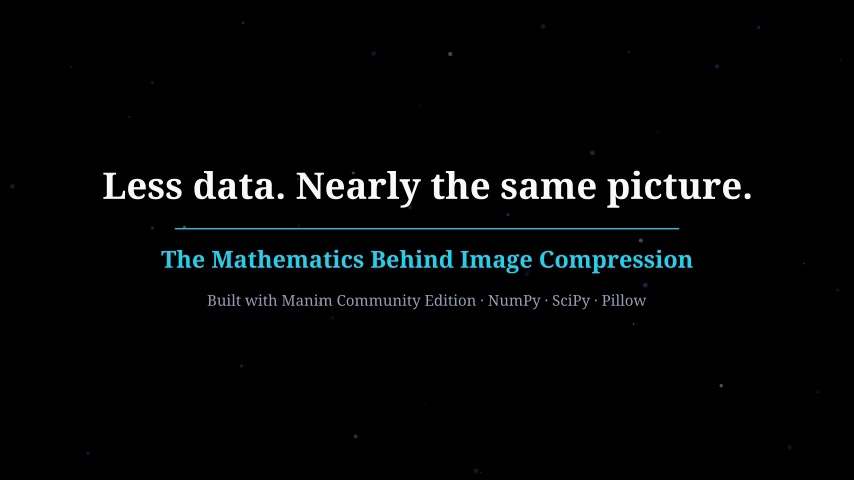 Less data. Nearly the same picture.
The Mathematics Behind Image Compression
Built with Manim Community Edition · NumPy · SciPy · Pillow